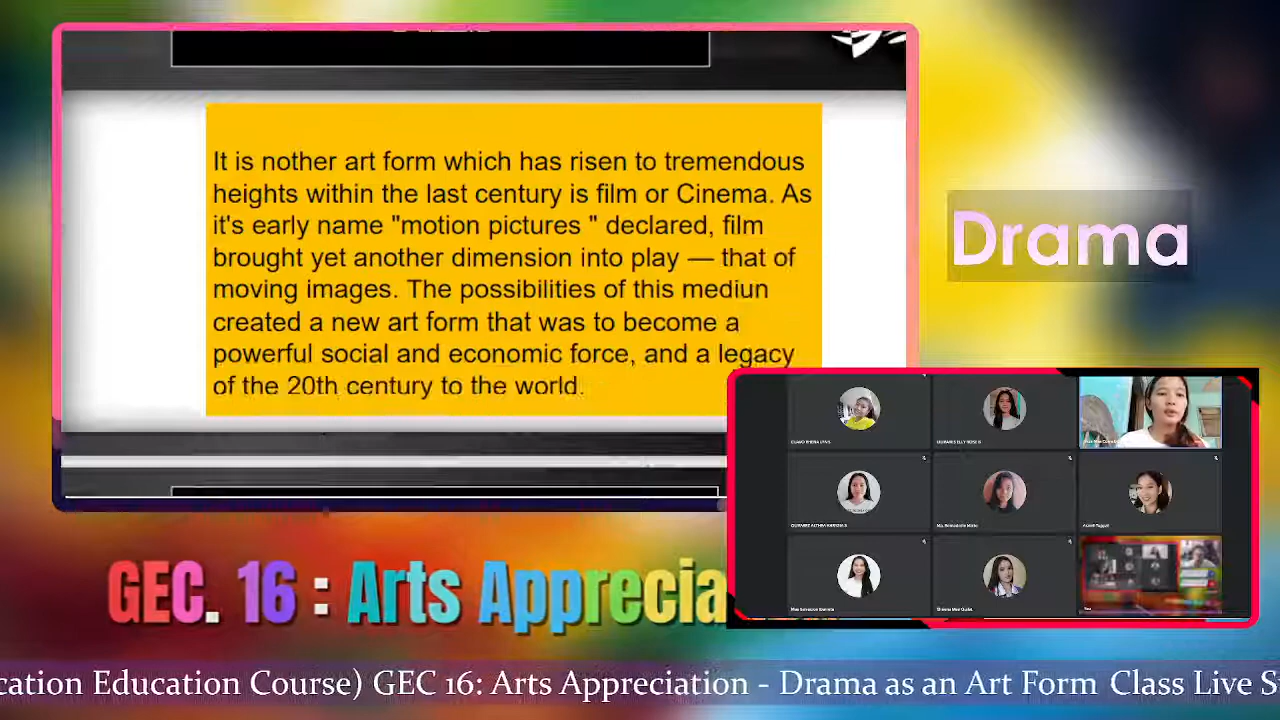 It is nother art form which has risen to tremendous
heights within the last century is film or Cinema. As
it's early name "motion pictures " declared, film
brought yet another dimension into play — that of
moving images. The possibilities of this mediun
created a new art form that was to become a
powerful social and economic force, and a legacy
of the 20th century to the world.
Drama
GEC. 16 : Arts Apprecia
cation Education Course) GEC 16: Arts Appreciation - Drama as an Art Form Class Live S